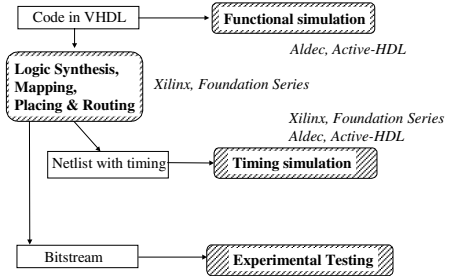 Code in VHDL
Functional simulation
Aldec, Active-HDL
Logic Synthesis,
Mapping,
Placing & Routing
Xilinx, Foundation Series
Xilinx, Foundation Series
Aldec, Active-HDL
Netlist with timing
Timing simulation
Bitstream
Experimental Testing